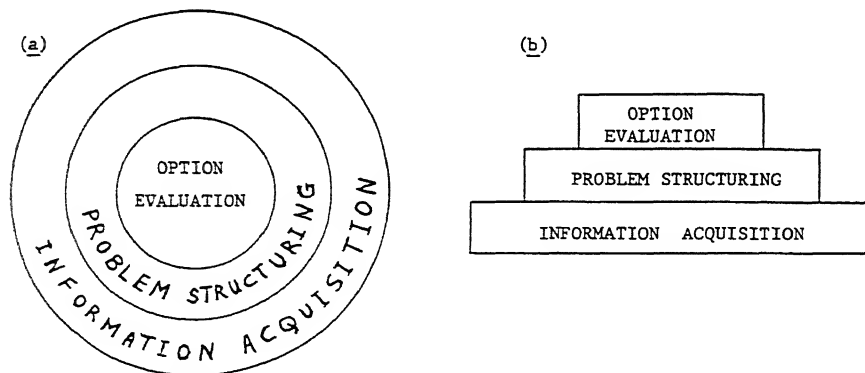 (a)
OPTION
EVALUATION
PROBLEM STRUCTURING
INFORMATION ACQUISITION
(b)
OPTION
EVALUATION
PROBLEM STRUCTURING
INFORMATION ACQUISITION